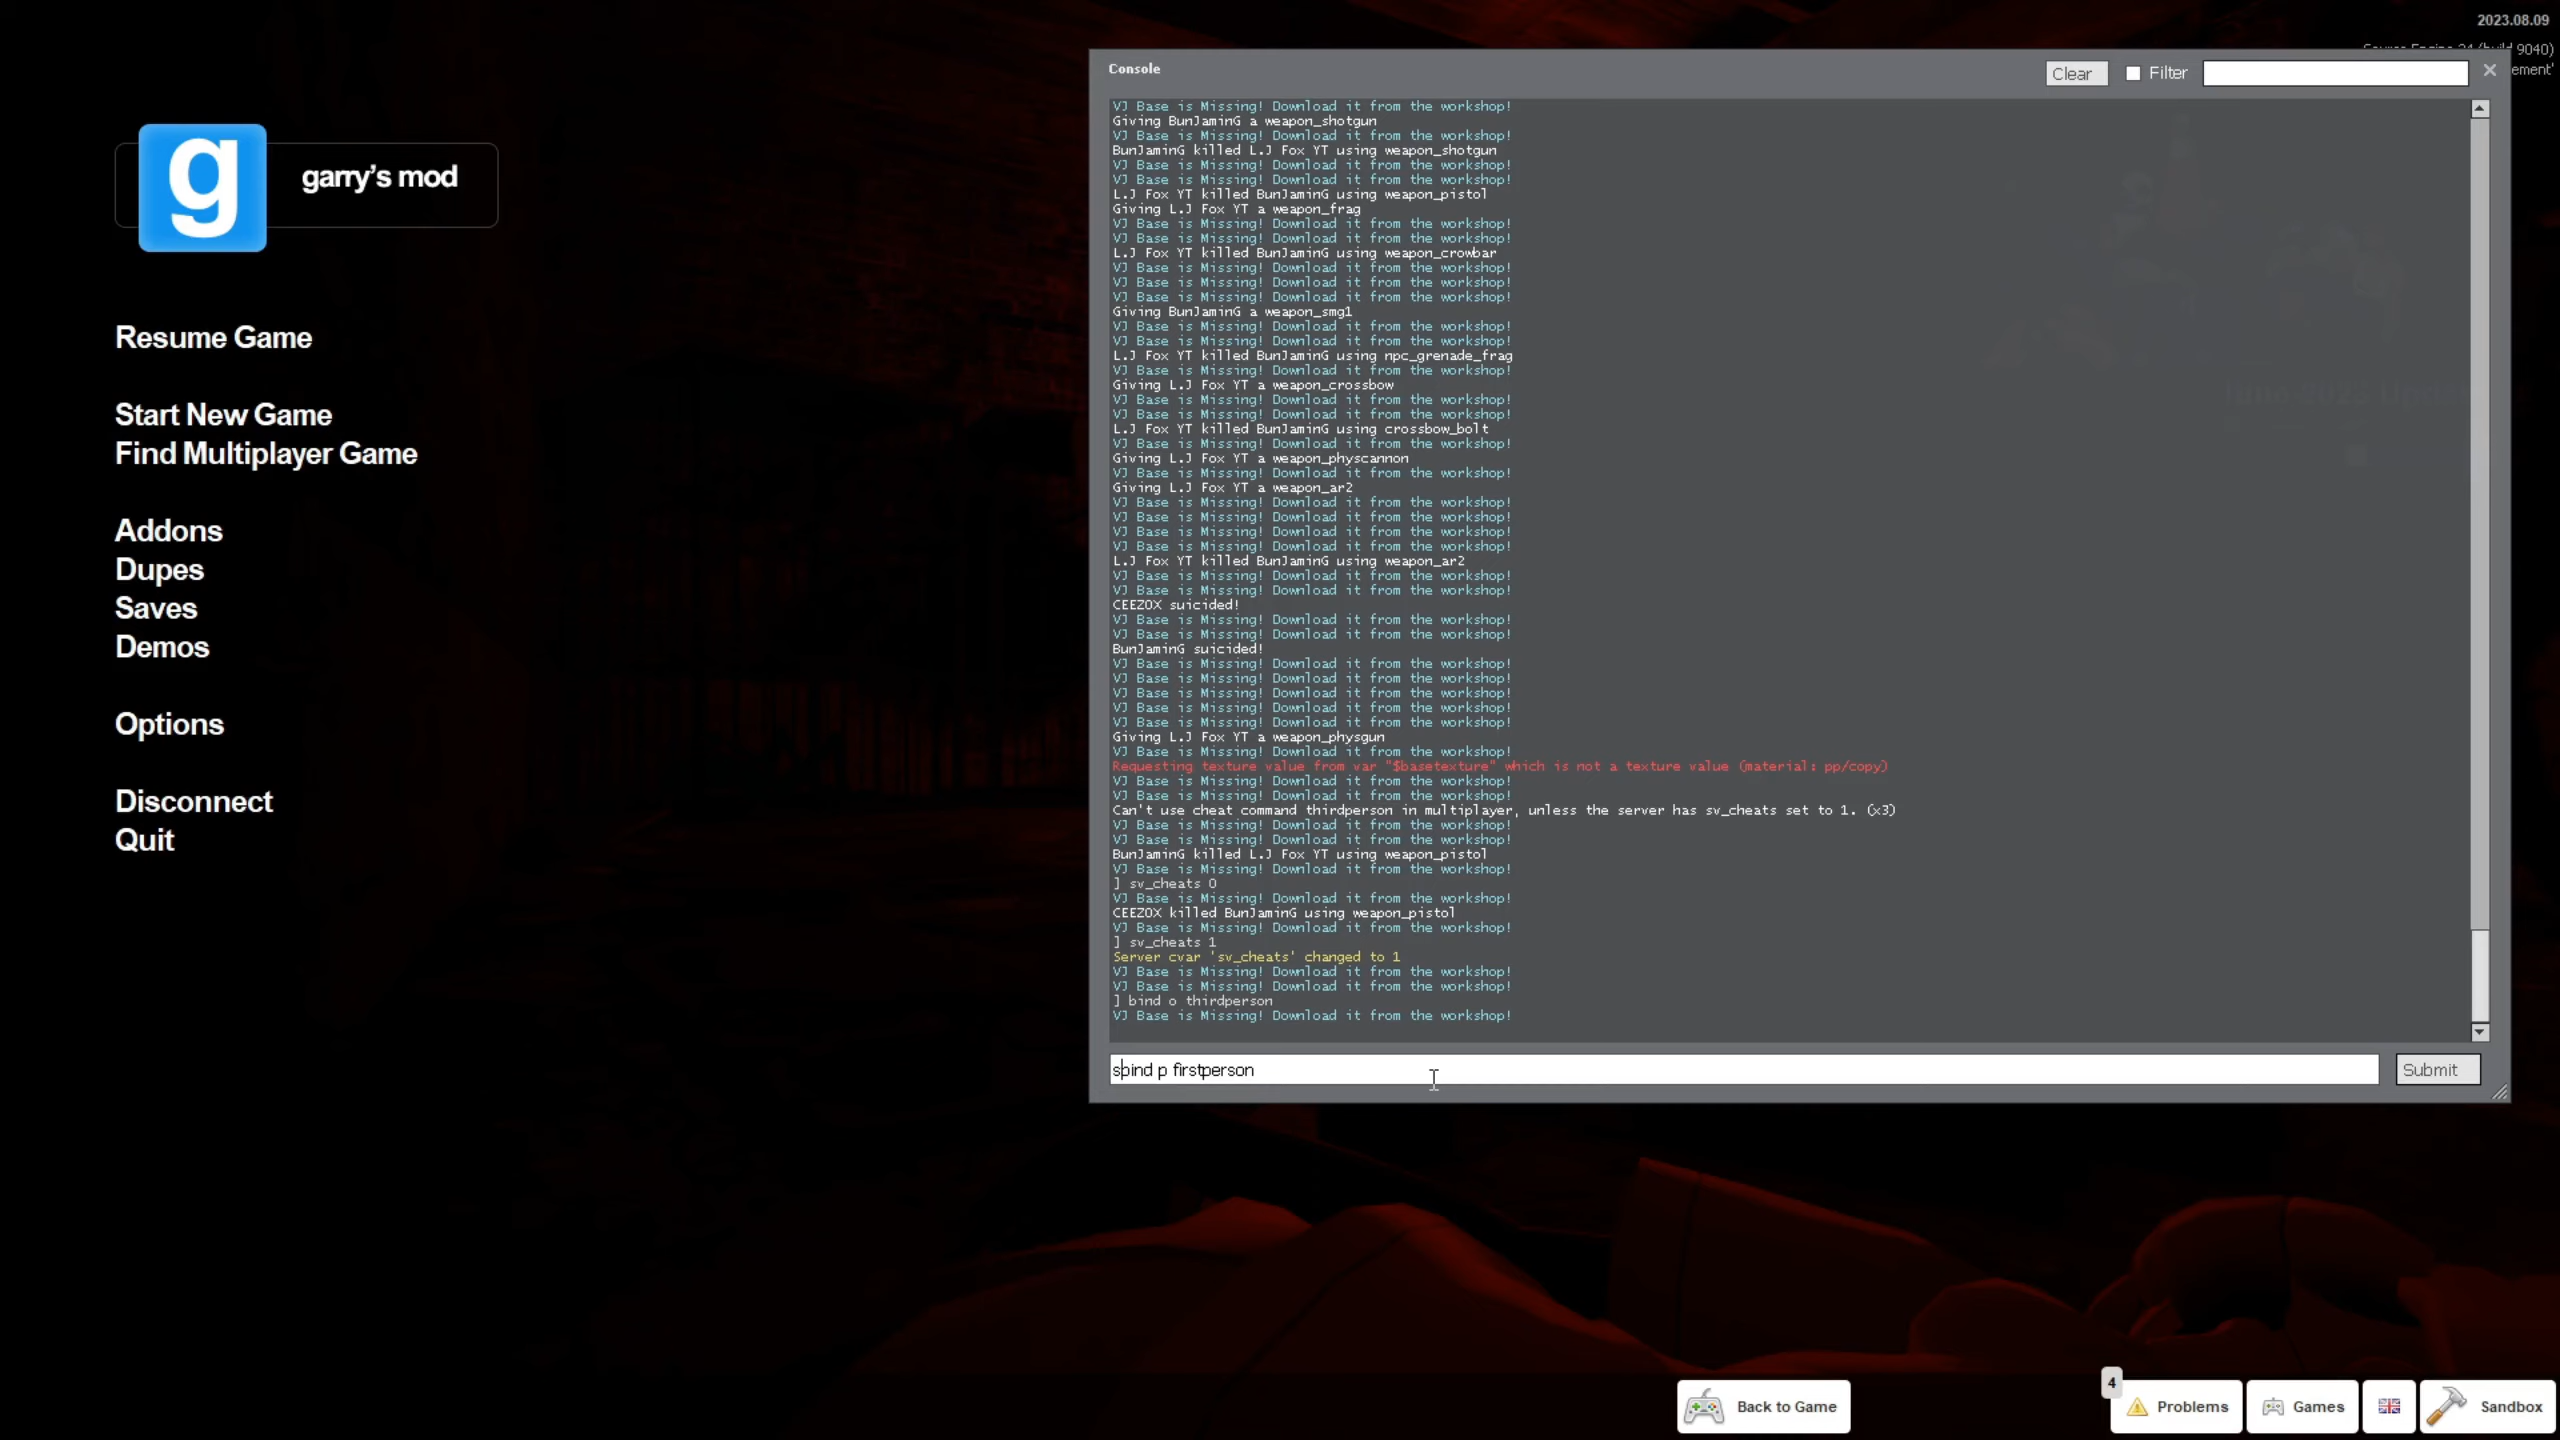 2023.08.09
9040)
ement'
g
garry's mod
Resume Game
Start New Game
Find Multiplayer Game
Addons
Dupes
Saves
Demos
Options
Disconnect
Quit
Console
Clear
Filter
VJ Base is Missing! Download it from the workshop!
Giving BunJaminG a weapon_shotgun
VJ Base is Missing! Download it from the workshop!
BunJaminG killed L.J Fox YT using weapon_shotgun
VJ Base is Missing! Download it from the workshop!
VJ Base is Missing! Download it from the workshop!
L.J Fox YT killed BunJaminG using weapon_pistol
Giving L.J Fox YT a weapon_frag
VJ Base is Missing! Download it from the workshop!
VJ Base is Missing! Download it from the workshop!
L.J Fox YT killed BunJaminG using weapon_crowbar
VJ Base is Missing! Download it from the workshop!
VJ Base is Missing! Download it from the workshop!
VJ Base is Missing! Download it from the workshop!
Giving BunJaminG a weapon_smg1
VJ Base is Missing! Download it from the workshop!
VJ Base is Missing! Download it from the workshop!
L.J Fox YT killed BunJaminG using npc_grenade_frag
VJ Base is Missing! Download it from the workshop!
Giving L.J Fox YT a weapon_crossbow
VJ Base is Missing! Download it from the workshop!
VJ Base is Missing! Download it from the workshop!
L.J Fox YT killed BunJaminG using crossbow_bolt
VJ Base is Missing! Download it from the workshop!
Giving L.J Fox YT a weapon_physcannon
VJ Base is Missing! Download it from the workshop!
Giving L.J Fox YT a weapon_ar2
VJ Base is Missing! Download it from the workshop!
VJ Base is Missing! Download it from the workshop!
VJ Base is Missing! Download it from the workshop!
VJ Base is Missing! Download it from the workshop!
L.J Fox YT killed BunJaminG using weapon_ar2
VJ Base is Missing! Download it from the workshop!
VJ Base is Missing! Download it from the workshop!
CEEZOX suicided!
VJ Base is Missing! Download it from the workshop!
VJ Base is Missing! Download it from the workshop!
BunJaminG suicided!
VJ Base is Missing! Download it from the workshop!
VJ Base is Missing! Download it from the workshop!
VJ Base is Missing! Download it from the workshop!
VJ Base is Missing! Download it from the workshop!
VJ Base is Missing! Download it from the workshop!
Giving L.J Fox YT a weapon_physgun
VJ Base is Missing! Download it from the workshop!
Requesting texture value from var "$basetexture" which is not a texture value (material: pp/copy)
VJ Base is Missing! Download it from the workshop!
VJ Base is Missing! Download it from the workshop!
Can't use cheat command thirdperson in multiplayer, unless the server has sv_cheats set to 1. (x3)
VJ Base is Missing! Download it from the workshop!
VJ Base is Missing! Download it from the workshop!
BunJaminG killed L.J Fox YT using weapon_pistol
VJ Base is Missing! Download it from the workshop!
] sv_cheats 0
VJ Base is Missing! Download it from the workshop!
CEEZOX killed BunJaminG using weapon_pistol
VJ Base is Missing! Download it from the workshop!
] sv_cheats 1
Server cvar 'sv_cheats' changed to 1
VJ Base is Missing! Download it from the workshop!
VJ Base is Missing! Download it from the workshop!
] bind o thirdperson
VJ Base is Missing! Download it from the workshop!
sbind p firstperson
Submit
Back to Game
4
Problems
Games
Sandbox